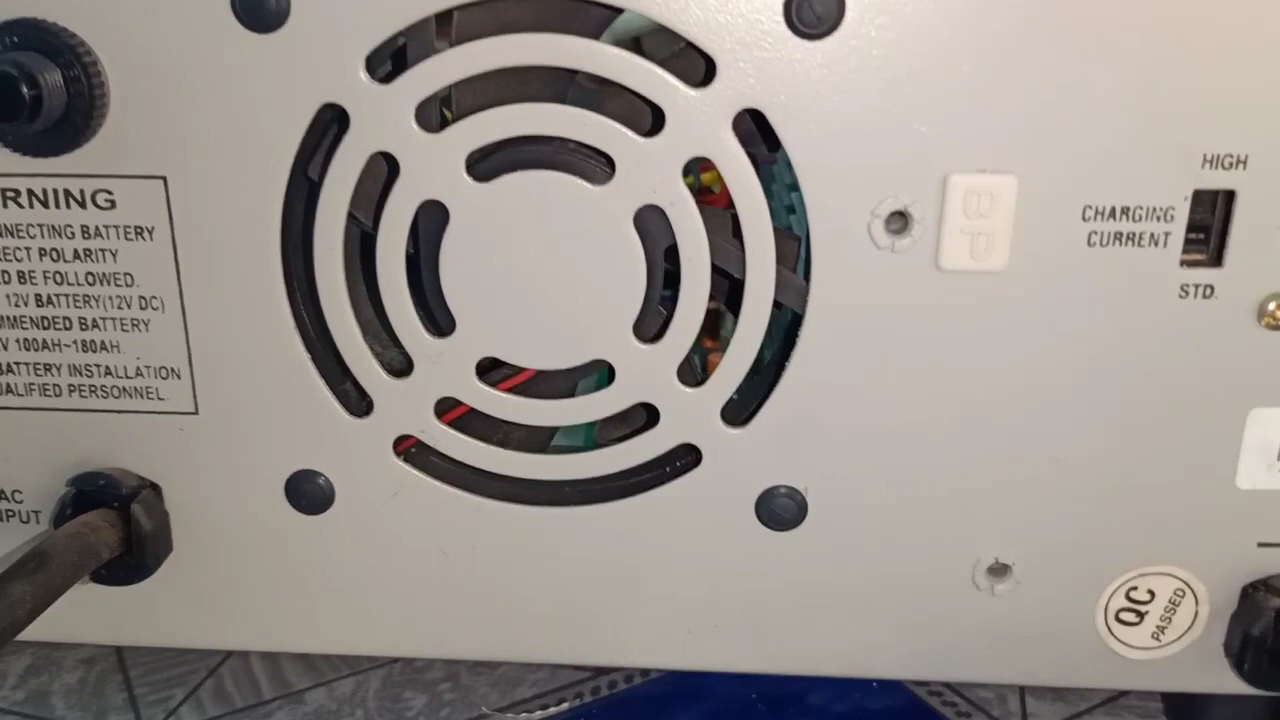 RNING
NNECTING BATTERY
RECT POLARITY
D BE FOLLOWED.
12V BATTERY(12V DC)
MMENDED BATTERY
V 100AH~180AH.
BATTERY INSTALLATION
UALIFIED PERSONNEL.
AC
NPUT
BP
HIGH
CHARGING
CURRENT
STD.
QC
PASSED